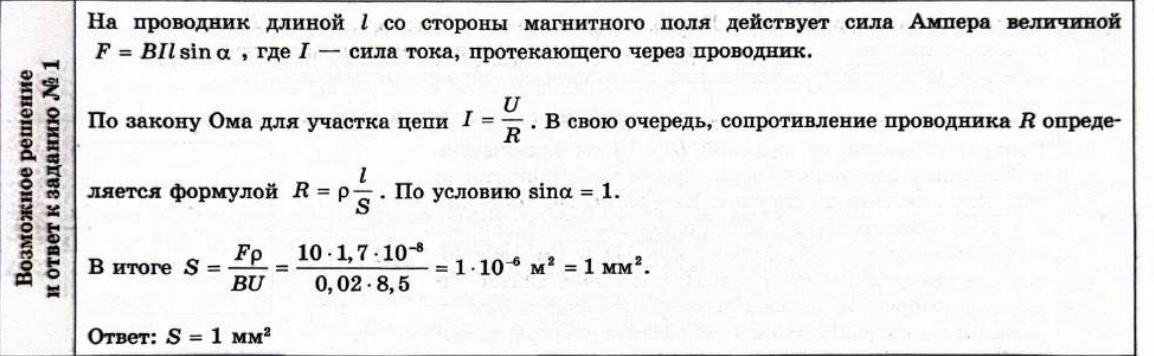 Возможное решение
и ответ к заданию № 1
На проводник длиной l со стороны магнитного поля действует сила Ампера величиной
F = BIl sin α , где I — сила тока, протекающего через проводник.
По закону Ома для участка цепи I = U/R . В свою очередь, сопротивление проводника R опреде-
ляется формулой R = ρ l/S . По условию sinα = 1.
В итоге S = Fρ/BU = 10 · 1,7 · 10⁻⁸/0,02 · 8,5 = 1 · 10⁻⁶ м² = 1 мм².
Ответ: S = 1 мм²